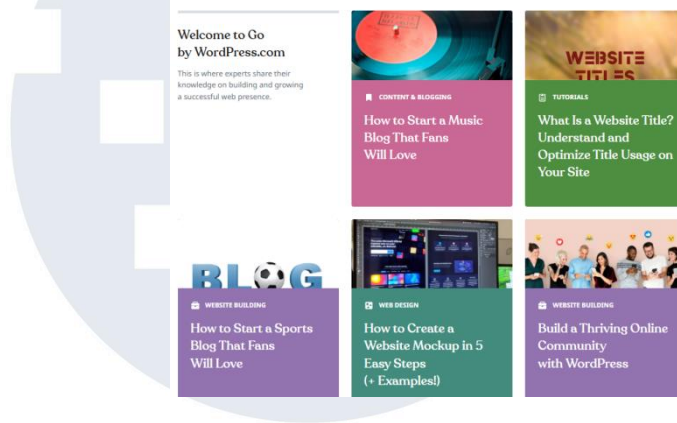 Welcome to Go
by WordPress.com
This is where experts share their
knowledge on building and growing
a successful web presence.
CONTENT & BLOGGING
How to Start a Music
Blog That Fans
Will Love
WEBSITE
TITLES
TUTORIALS
What Is a Website Title?
Understand and
Optimize Title Usage on
Your Site
BLOG
WEBSITE BUILDING
How to Start a Sports
Blog That Fans
Will Love
WEB DESIGN
How to Create a
Website Mockup in 5
Easy Steps
(+ Examples!)
WEBSITE BUILDING
Build a Thriving Online
Community
with WordPress